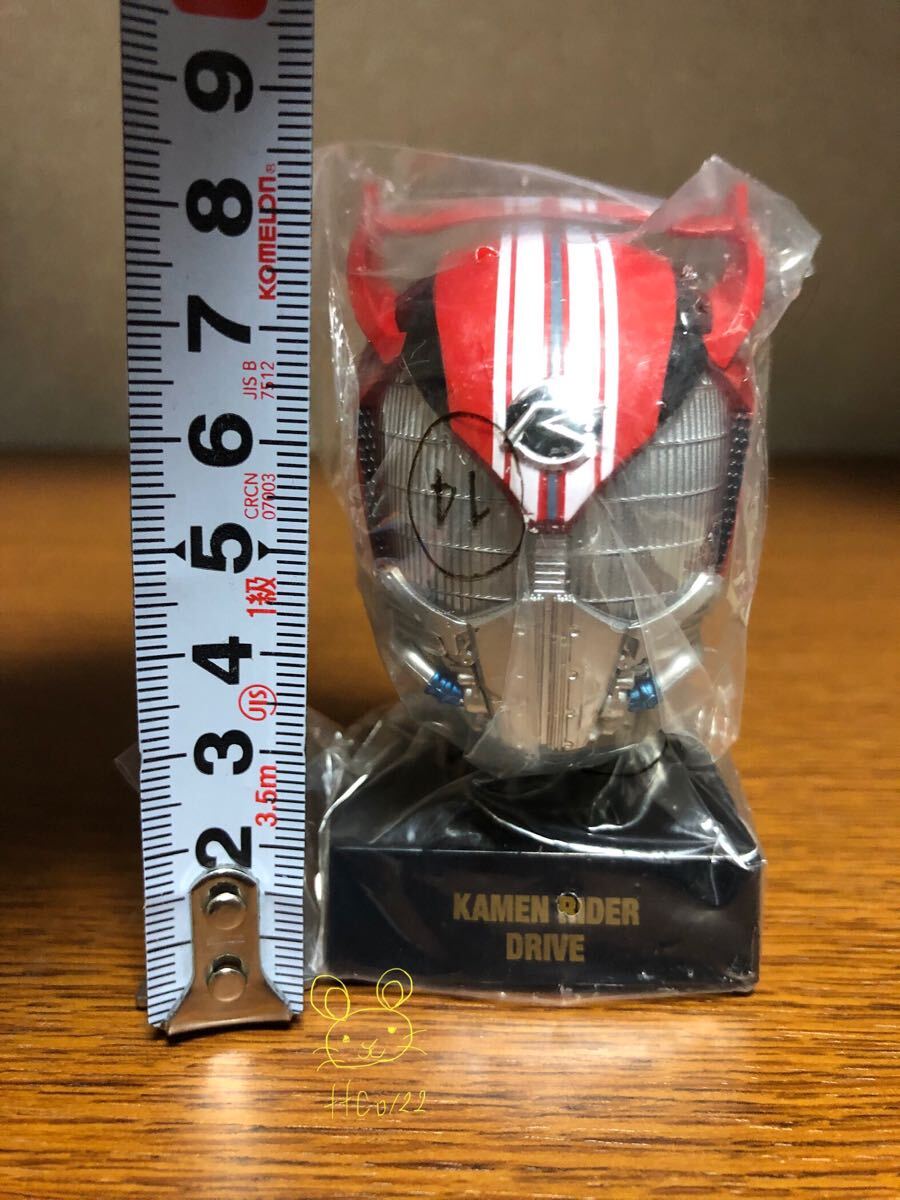 9
8
7
6
5
4
3
2
KOMELON®
JIS B
7512
CRCN
07003
1級
JIS
3.5m
14
KAMEN RIDER
DRIVE
HCo122